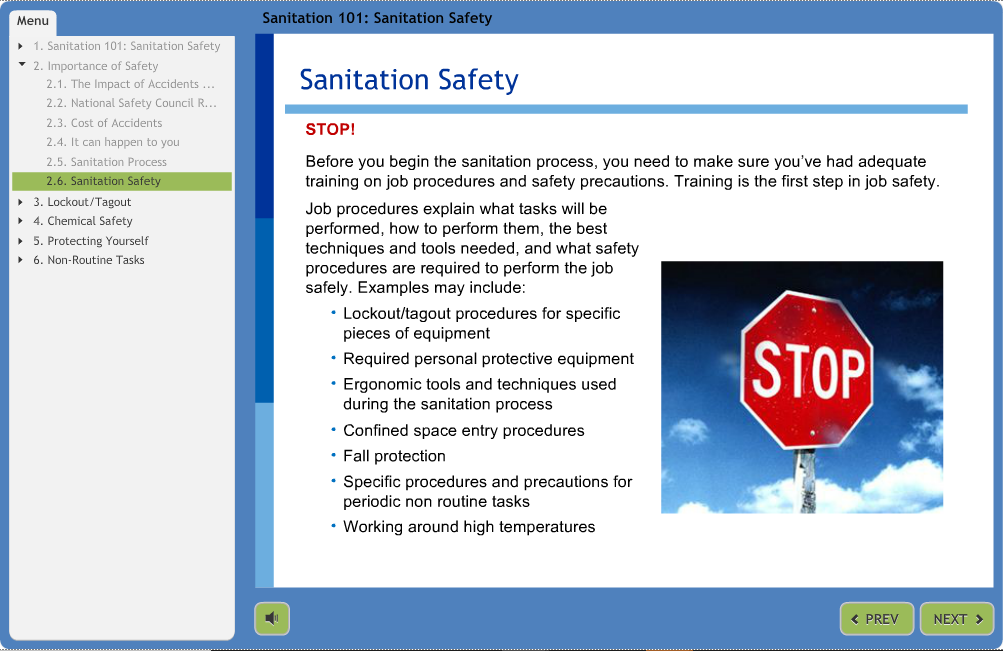 Menu
Sanitation 101: Sanitation Safety
1. Sanitation 101: Sanitation Safety
2. Importance of Safety
2.1. The Impact of Accidents ...
2.2. National Safety Council R...
2.3. Cost of Accidents
2.4. It can happen to you
2.5. Sanitation Process
2.6. Sanitation Safety
3. Lockout/Tagout
4. Chemical Safety
5. Protecting Yourself
6. Non-Routine Tasks
Sanitation Safety
STOP!
Before you begin the sanitation process, you need to make sure you've had adequate
training on job procedures and safety precautions. Training is the first step in job safety.
Job procedures explain what tasks will be
performed, how to perform them, the best
techniques and tools needed, and what safety
procedures are required to perform the job
safely. Examples may include:
• Lockout/tagout procedures for specific
pieces of equipment
• Required personal protective equipment
• Ergonomic tools and techniques used
during the sanitation process
• Confined space entry procedures
• Fall protection
• Specific procedures and precautions for
periodic non routine tasks
• Working around high temperatures
STOP
PREV
NEXT